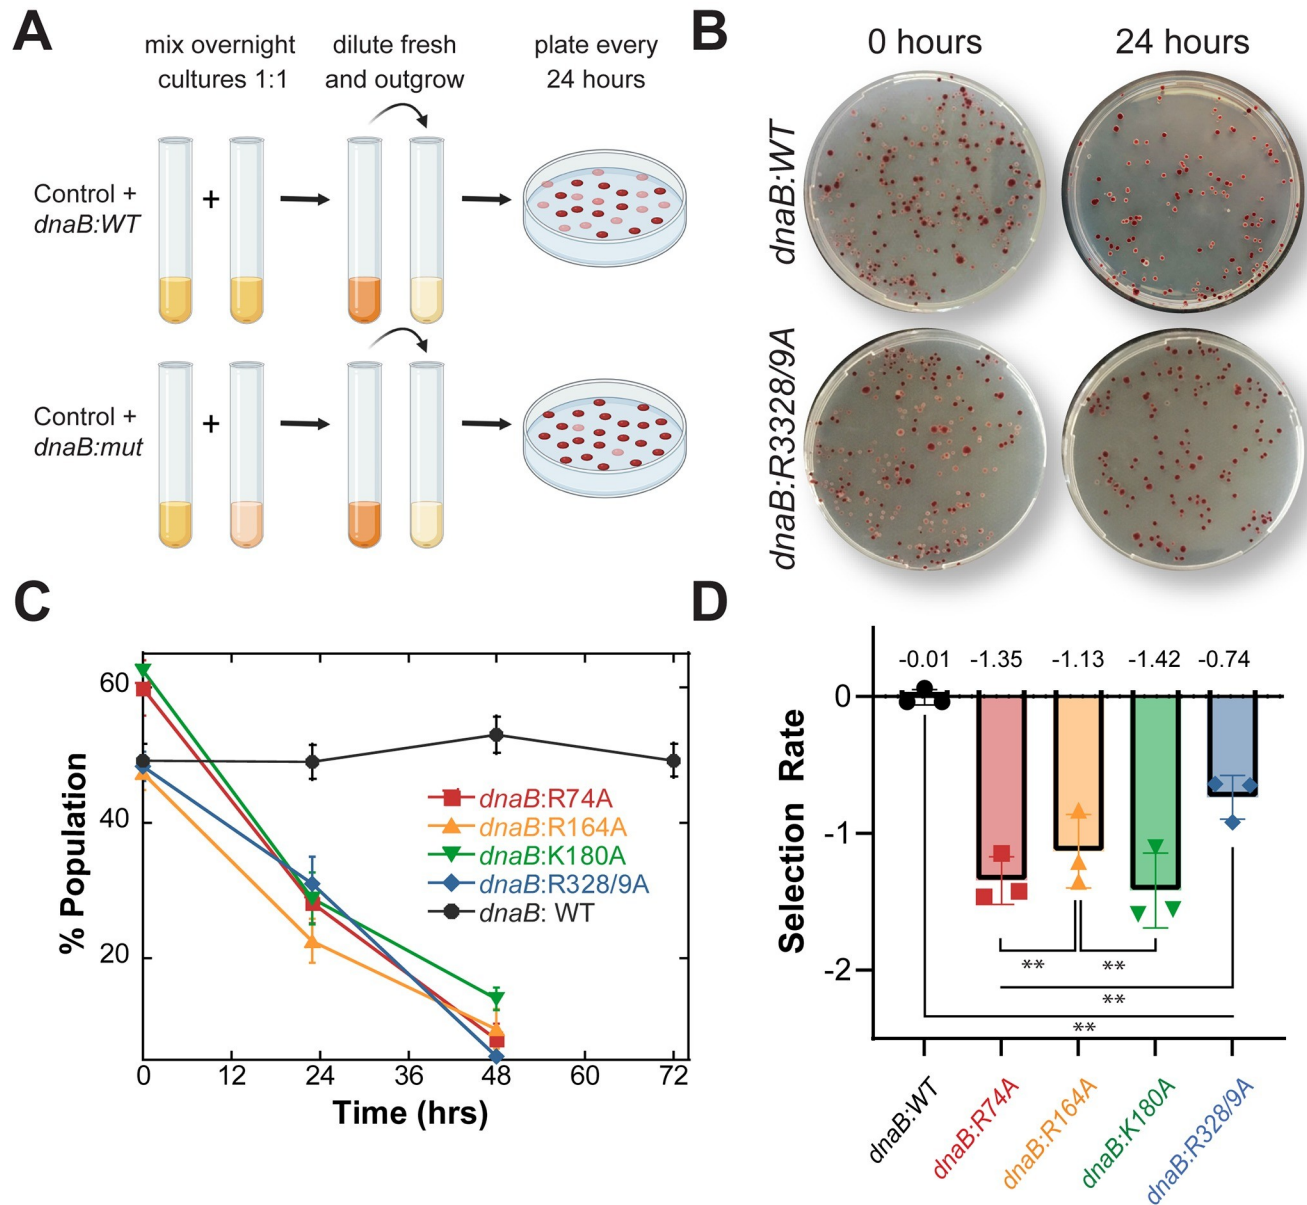 A
mix overnight
cultures 1:1
dilute fresh
and outgrow
plate every
24 hours
Control +
dnaB:WT
+
Control +
dnaB:mut
+
B
0 hours
24 hours
dnaB:WT
dnaB:R3328/9A
C
% Population
60
40
20
0
12
24
36
48
60
72
Time (hrs)
dnaB:R74A
dnaB:R164A
dnaB:K180A
dnaB:R328/9A
dnaB: WT
D
Selection Rate
-0.01
-1.35
-1.13
-1.42
-0.74
0
-1
-2
**
**
**
**
dnaB:WT
dnaB:R74A
dnaB:R164A
dnaB:K180A
dnaB:R328/9A